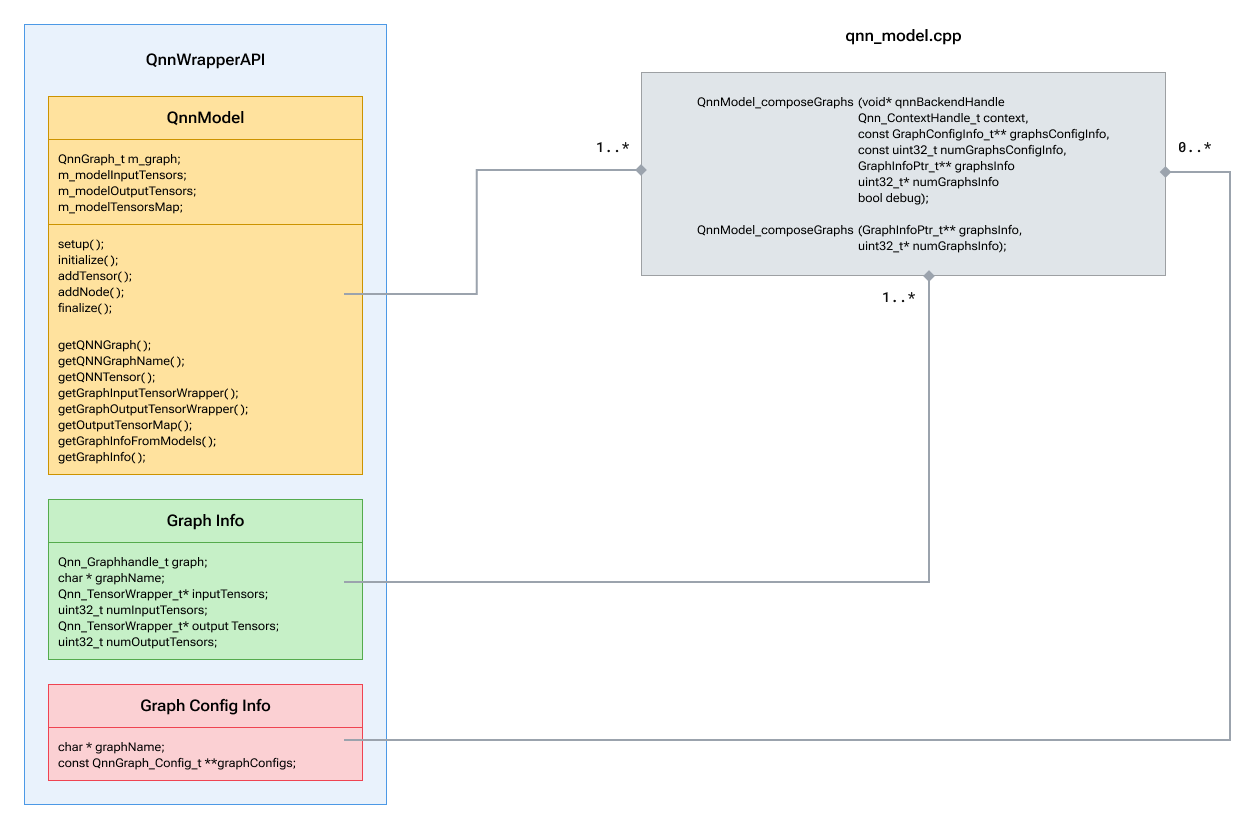 QnnWrapperAPI
QnnModel
QnnGraph_t m_graph;
m_modelInputTensors;
m_modelOutputTensors;
m_modelTensorsMap;
setup();
initialize();
addTensor();
addNode();
finalize();
getQNNGraph();
getQNNGraphName();
getQNNTensor();
getGraphInputTensorWrapper();
getGraphOutputTensorWrapper();
getOutputTensorMap();
getGraphInfoFromModels();
getGraphInfo();
Graph Info
Qnn_Graphhandle_t graph;
char * graphName;
Qnn_TensorWrapper_t* inputTensors;
uint32_t numInputTensors;
Qnn_TensorWrapper_t* output Tensors;
uint32_t numOutputTensors;
Graph Config Info
char * graphName;
const QnnGraph_Config_t **graphConfigs;
qnn_model.cpp
QnnModel_composeGraphs (void* qnnBackendHandle
Qnn_ContextHandle_t context,
const GraphConfigInfo_t** graphsConfigInfo,
const uint32_t numGraphsConfigInfo,
GraphInfoPtr_t** graphsInfo
uint32_t* numGraphsInfo
bool debug);
QnnModel_composeGraphs (GraphInfoPtr_t** graphsInfo,
uint32_t* numGraphsInfo);
1..*
0..*
1..*